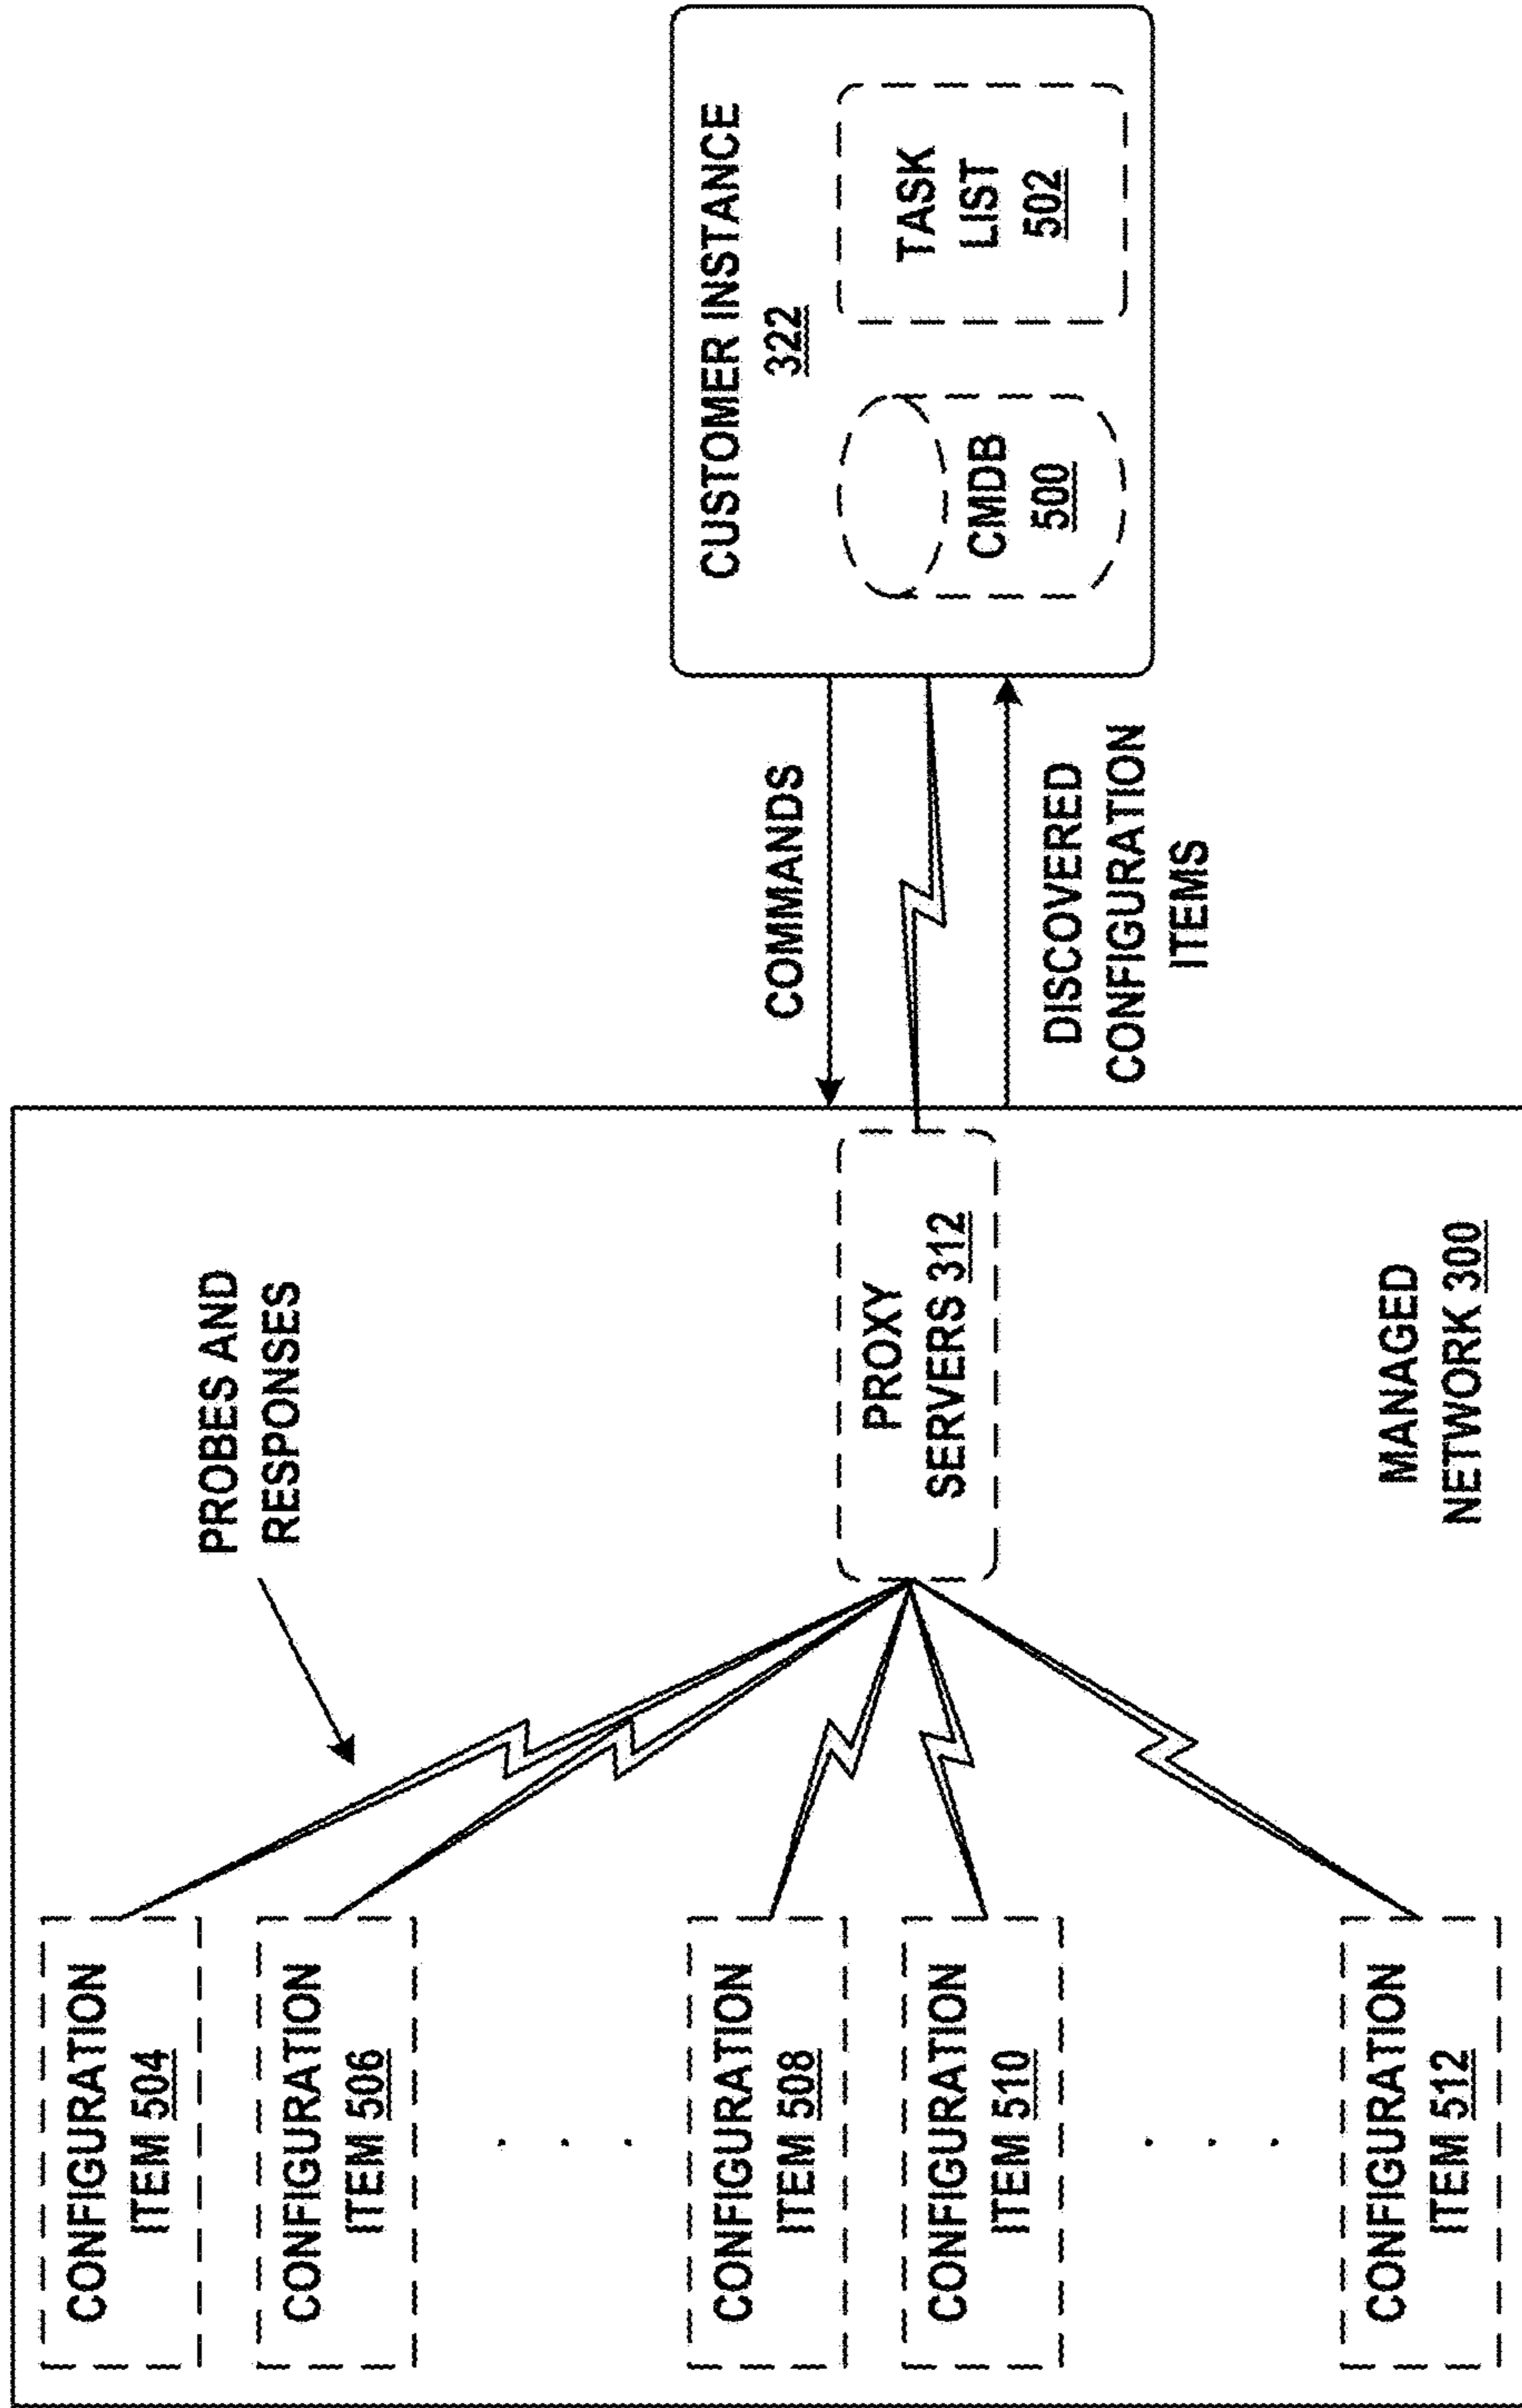 CONFIGURATION
ITEM 504
CONFIGURATION
ITEM 506
. . .
CONFIGURATION
ITEM 508
CONFIGURATION
ITEM 510
. . .
CONFIGURATION
ITEM 512
PROBES AND
RESPONSES
PROXY
SERVERS 312
MANAGED
NETWORK 300
COMMANDS
DISCOVERED
CONFIGURATION
ITEMS
CUSTOMER INSTANCE
322
CMDB
500
TASK
LIST
502